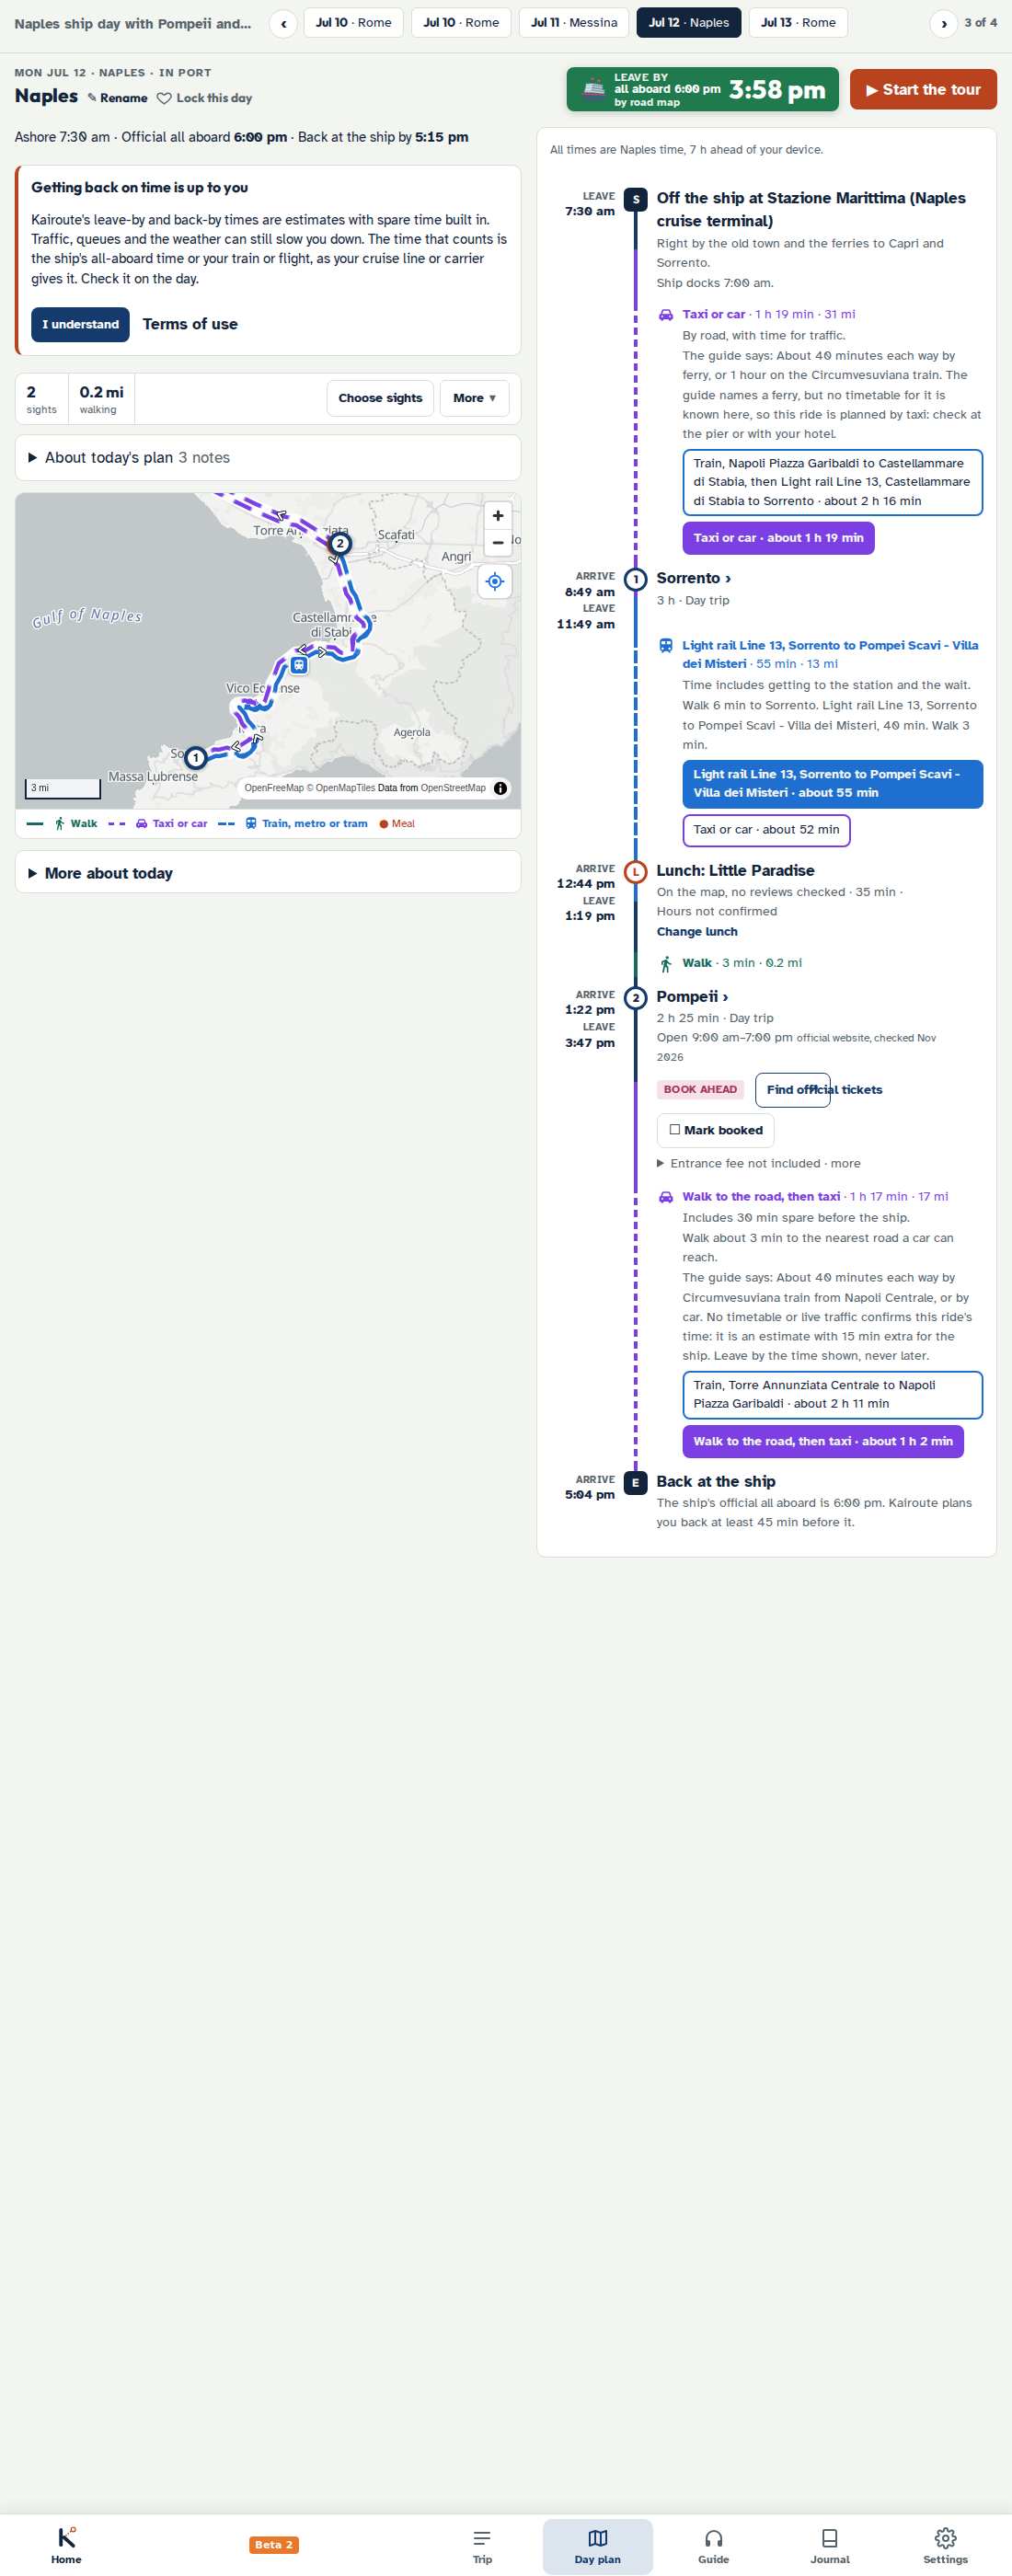 Naples ship day with Pompeii and...
‹
Jul 10 · Rome
Jul 10 · Rome
Jul 11 · Messina
Jul 12 · Naples
Jul 13 · Rome
›
3 of 4
MON JUL 12 · NAPLES · IN PORT
Naples
✎ Rename
Lock this day
LEAVE BY
all aboard 6:00 pm
by road map
3:58 pm
▶ Start the tour
Ashore 7:30 am · Official all aboard 6:00 pm · Back at the ship by 5:15 pm
Getting back on time is up to you
Kairoute's leave-by and back-by times are estimates with spare time built in.
Traffic, queues and the weather can still slow you down. The time that counts is
the ship's all-aboard time or your train or flight, as your cruise line or carrier
gives it. Check it on the day.
I understand
Terms of use
2
sights
0.2 mi
walking
Choose sights
More ▼
▶ About today's plan 3 notes
Scafati
Angri
2
+
−
Gulf of Naples
di Stabi
Agerola
1
Massa Lubrense
3 mi
OpenFreeMap © OpenMapTiles Data from OpenStreetMap
Walk
Taxi or car
Train, metro or tram
Meal
▶ More about today
All times are Naples time, 7 h ahead of your device.
LEAVE
7:30 am
S
Off the ship at Stazione Marittima (Naples
cruise terminal)
Right by the old town and the ferries to Capri and
Sorrento.
Ship docks 7:00 am.
Taxi or car · 1 h 19 min · 31 mi
By road, with time for traffic.
The guide says: About 40 minutes each way by
ferry, or 1 hour on the Circumvesuviana train. The
guide names a ferry, but no timetable for it is
known here, so this ride is planned by taxi: check at
the pier or with your hotel.
Train, Napoli Piazza Garibaldi to Castellammare
di Stabia, then Light rail Line 13, Castellammare
di Stabia to Sorrento · about 2 h 16 min
Taxi or car · about 1 h 19 min
ARRIVE
8:49 am
LEAVE
11:49 am
1
Sorrento ›
3 h · Day trip
Light rail Line 13, Sorrento to Pompei Scavi - Villa
dei Misteri · 55 min · 13 mi
Time includes getting to the station and the wait.
Walk 6 min to Sorrento. Light rail Line 13, Sorrento
to Pompei Scavi - Villa dei Misteri, 40 min. Walk 3
min.
Light rail Line 13, Sorrento to Pompei Scavi -
Villa dei Misteri · about 55 min
Taxi or car · about 52 min
ARRIVE
12:44 pm
LEAVE
1:19 pm
L
Lunch: Little Paradise
On the map, no reviews checked · 35 min ·
Hours not confirmed
Change lunch
Walk · 3 min · 0.2 mi
ARRIVE
1:22 pm
LEAVE
3:47 pm
2
Pompeii ›
2 h 25 min · Day trip
Open 9:00 am–7:00 pm official website, checked Nov
2026
BOOK AHEAD
Find official tickets
☐ Mark booked
▶ Entrance fee not included · more
Walk to the road, then taxi · 1 h 17 min · 17 mi
Includes 30 min spare before the ship.
Walk about 3 min to the nearest road a car can
reach.
The guide says: About 40 minutes each way by
Circumvesuviana train from Napoli Centrale, or by
car. No timetable or live traffic confirms this ride's
time: it is an estimate with 15 min extra for the
ship. Leave by the time shown, never later.
Train, Torre Annunziata Centrale to Napoli
Piazza Garibaldi · about 2 h 11 min
Walk to the road, then taxi · about 1 h 2 min
ARRIVE
5:04 pm
E
Back at the ship
The ship's official all aboard is 6:00 pm. Kairoute plans
you back at least 45 min before it.
Home
Beta 2
Trip
Day plan
Guide
Journal
Settings